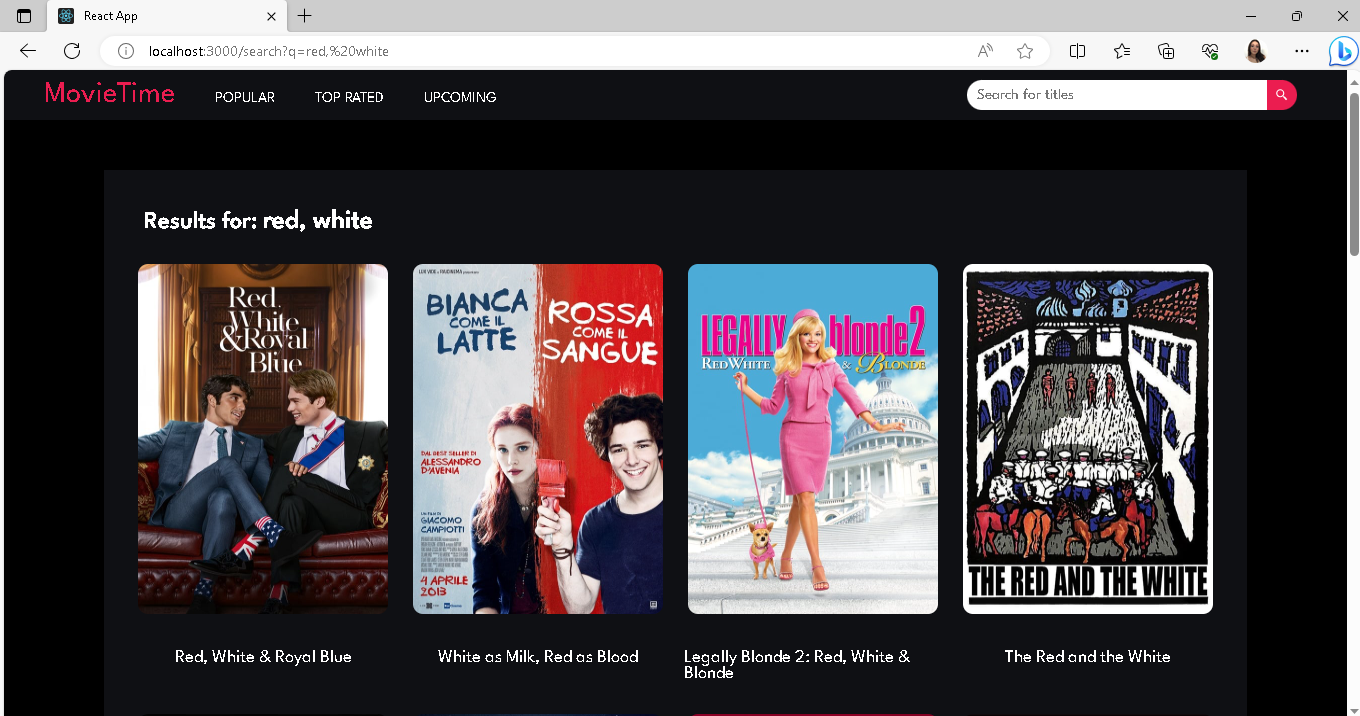 React App
localhost:3000/search?q=red,%20white
MovieTime
POPULAR
TOP RATED
UPCOMING
Search for titles
Results for: red, white
Red,
White
&Royal
Blue
BIANCA
COME IL
LATTE
ROSSA
COME IL
SANGUE
DAL BEST SELLER DI
ALESSANDRO
D'AVENIA
UN FILM DI
GIACOMO
CAMPIOTTI
4 APRILE
2013
LEGALLY blonde 2
RED WHITE & BLONDE
THE RED AND THE WHITE
Red, White & Royal Blue
White as Milk, Red as Blood
Legally Blonde 2: Red, White &
Blonde
The Red and the White